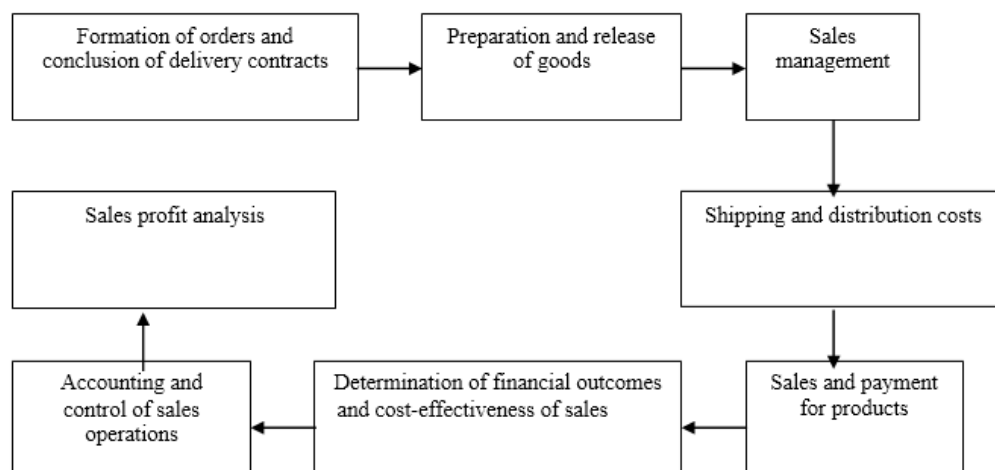 Formation of orders and
conclusion of delivery contracts
Preparation and release
of goods
Sales
management
Shipping and distribution costs
Sales and payment
for products
Determination of financial outcomes
and cost-effectiveness of sales
Accounting and
control of sales
operations
Sales profit analysis